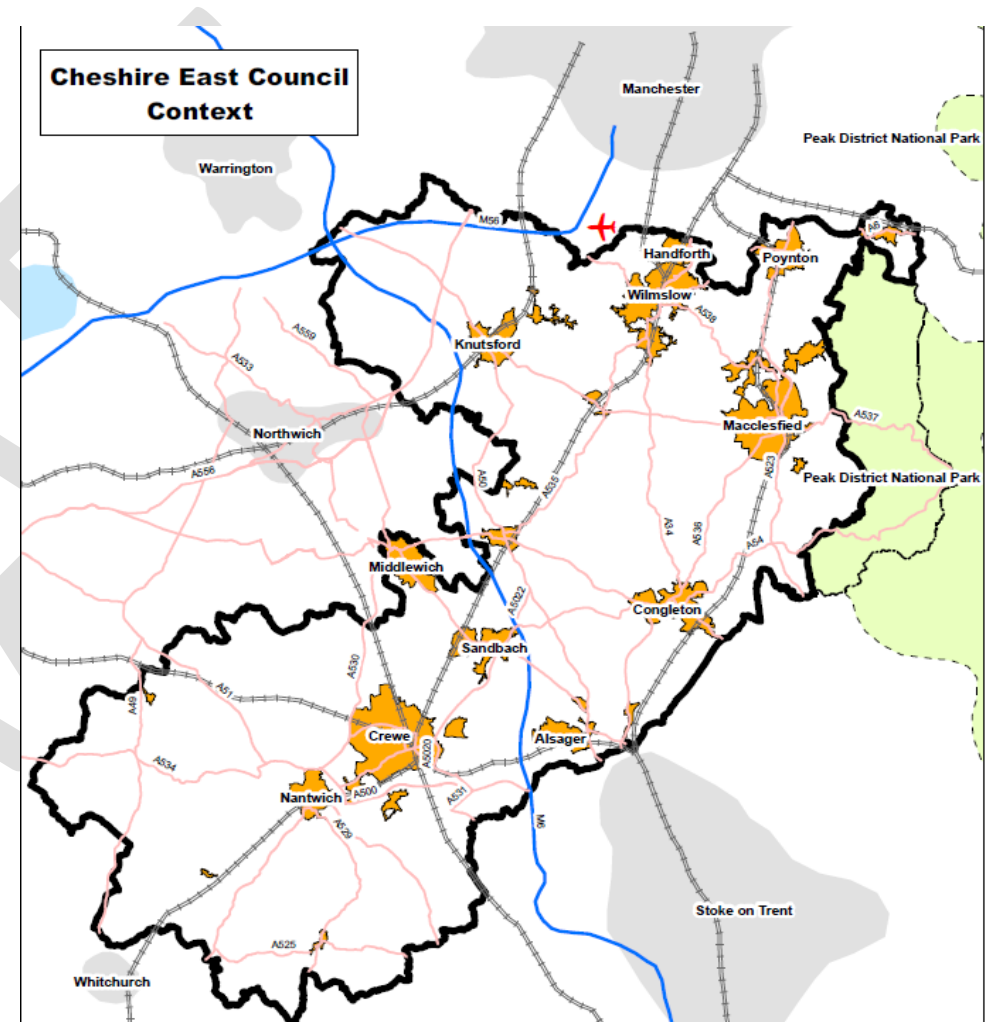 Cheshire East Council
Context
Manchester
Peak District National Park
Warrington
M56
A6
Handforth
Poynton
Wilmslow
A538
A559
Knutsford
A533
A537
Macclesfied
Northwich
A556
A50
A535
A523
Peak District National Park
A34
A536
A54
Middlewich
A5022
Congleton
Sandbach
A530
A51
A49
Crewe
Alsager
A5020
A534
Nantwich
A500
A531
A529
M6
Stoke on Trent
A525
Whitchurch